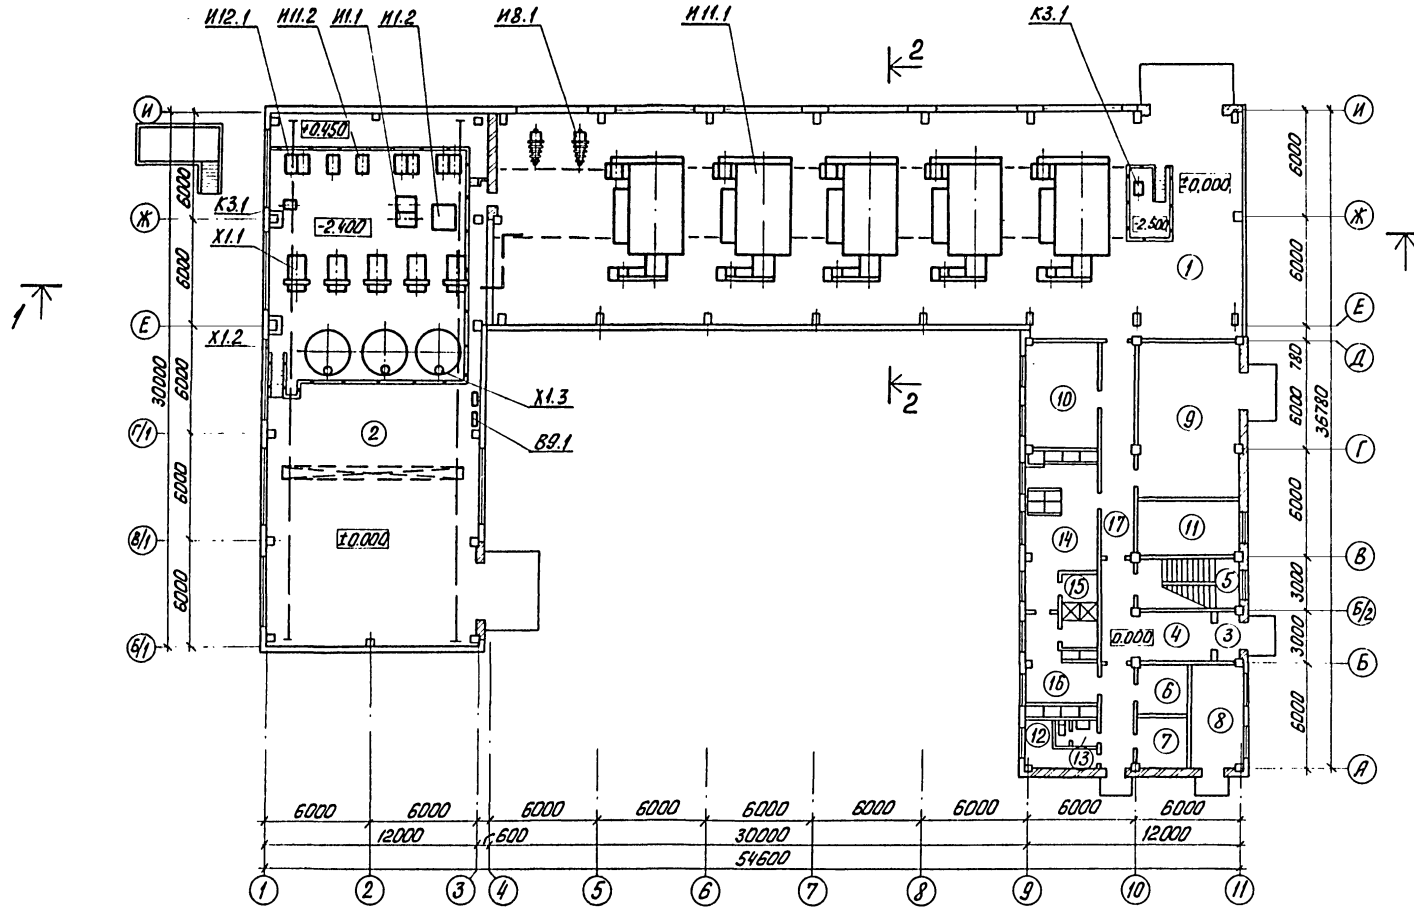 И12.1 И11.2 И1.1 И1.2 И8.1 И11.1 К3.1
2
И И
+0.450
6000 6000
К3.1 -2.400 ±0,000
Ж -2.500 Ж
Х1.1
6000 1 6000
1
Е Е
Х1.2 780 Д
30000 6000 Х1.3 2 10 9 6000 36780
Г/1 2 В9.1 Г
6000 17 11 6000
В/1 ±0.000 14 В
15 5 3000
6000 Б/2
0.000 4 3 3000
Б/1 Б
16 6 8 6000
12 13 7
А
6000 6000 6000 6000 6000 6000 6000 6000 6000
12000 600 30000 12000
54600
1 2 3 4 5 6 7 8 9 10 11